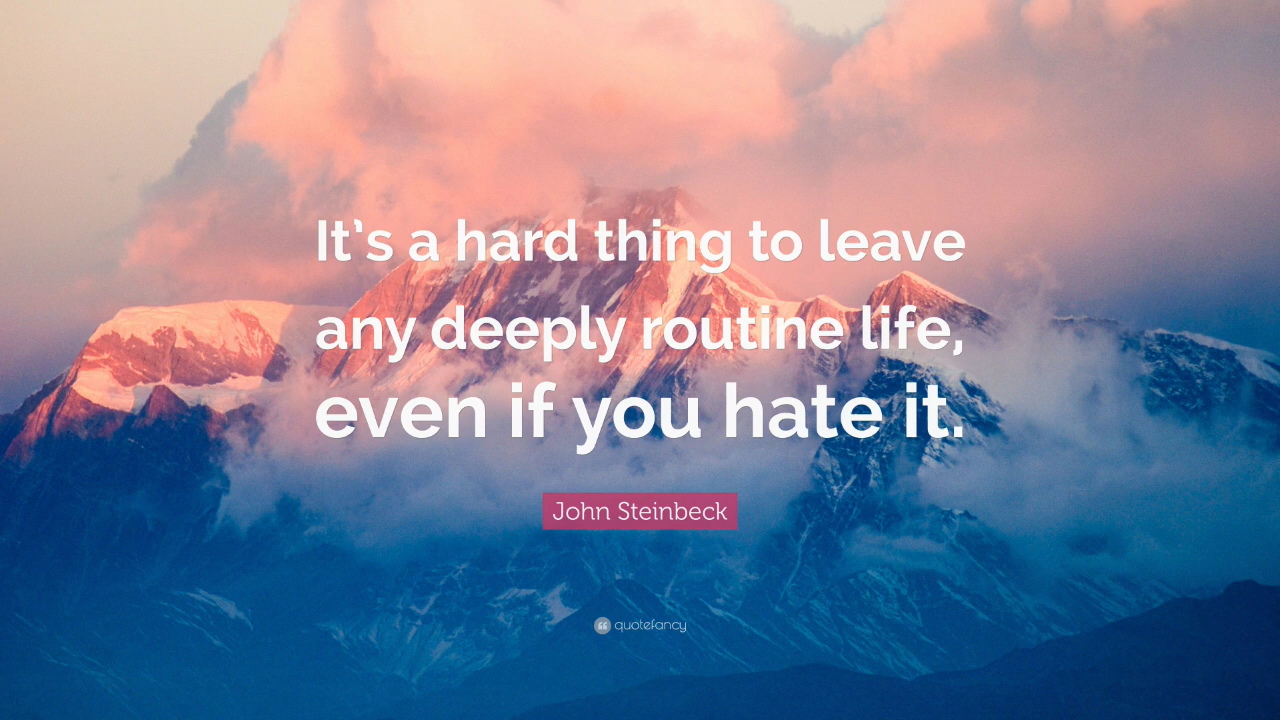 It’s a hard thing to leave
any deeply routine life,
even if you hate it.
John Steinbeck
quotefancy